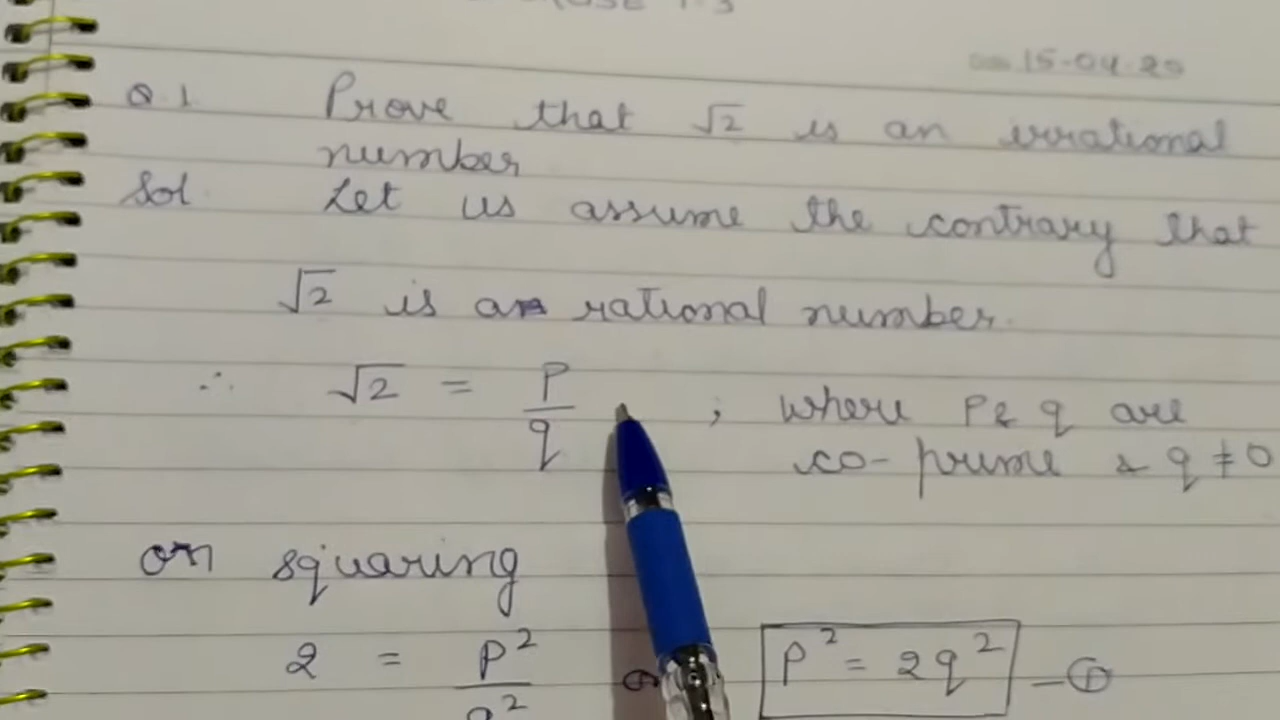 15-04-20
Q.1. Prove that √2 is an irrational
number
Sol. Let us assume the contrary that
√2 is a rational number.
∴ √2 = P/q ; where P & q are
co-prime & q ≠ 0
on squaring
2 = P²/q² P² = 2q² —①